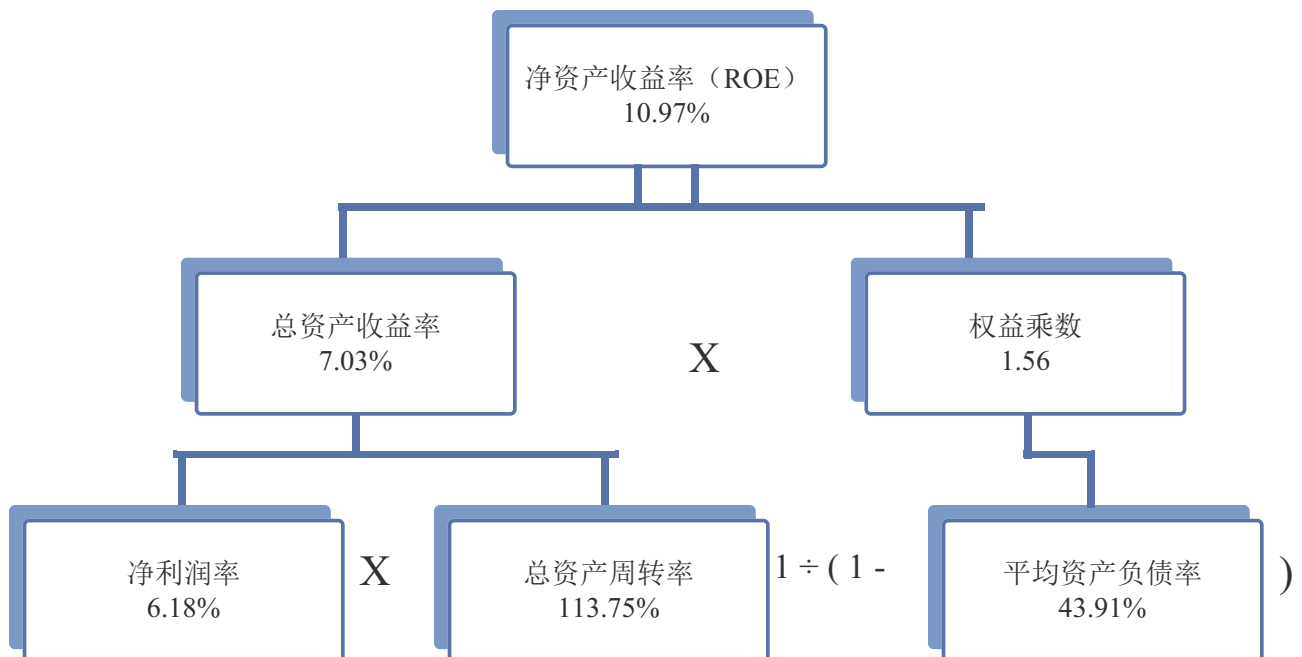 净资产收益率（ROE）
10.97%
总资产收益率
7.03%
X
权益乘数
1.56
净利润率
6.18%
X
总资产周转率
113.75%
1 ÷ ( 1 -
平均资产负债率
43.91%
)